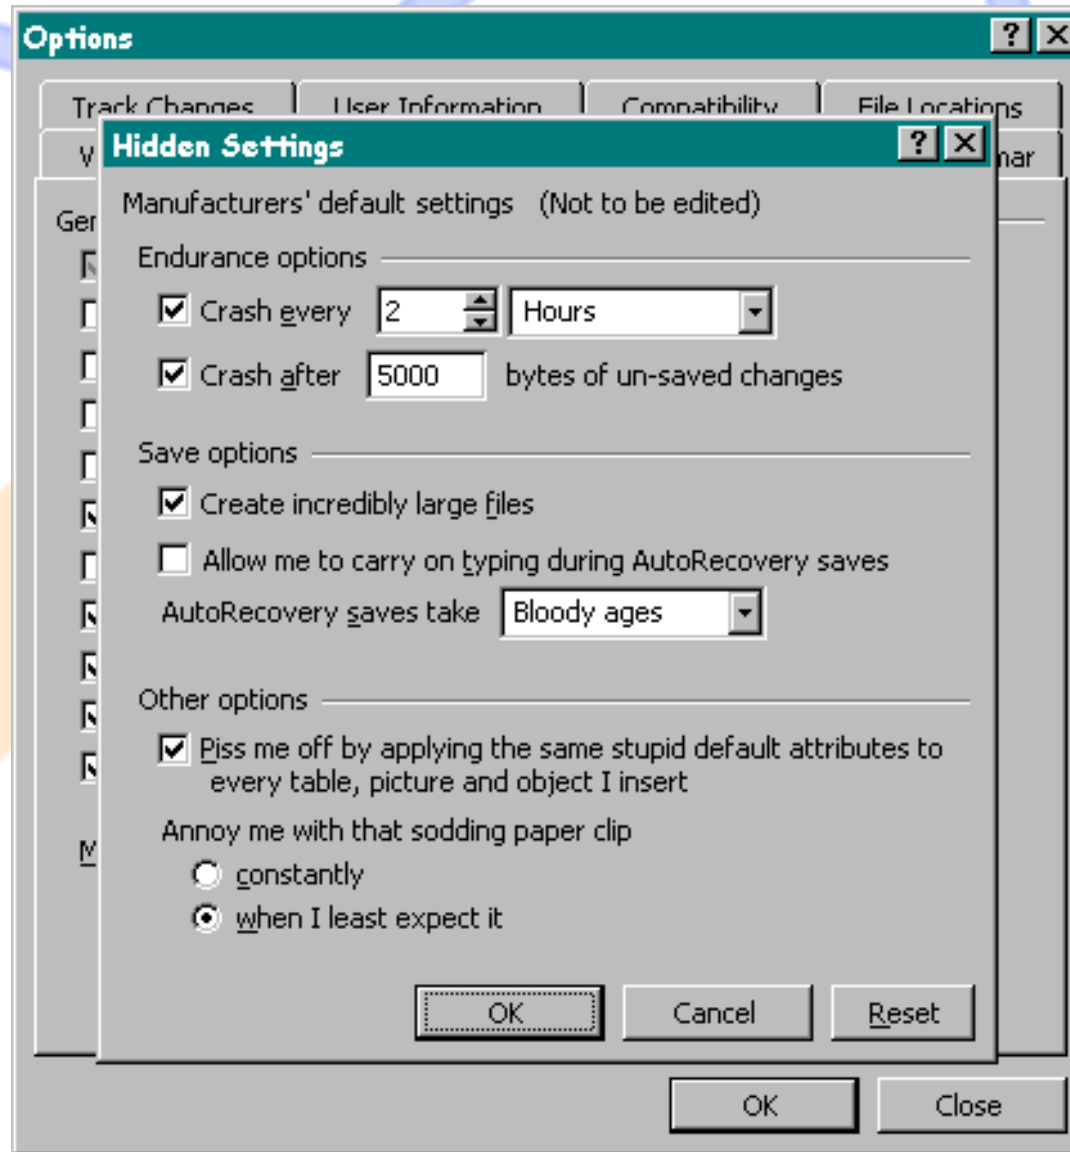 Options
Track Changes User Information Compatibility File Locations
Hidden Settings
Manufacturers' default settings (Not to be edited)
Endurance options
Crash every 2 Hours
Crash after 5000 bytes of un-saved changes
Save options
Create incredibly large files
Allow me to carry on typing during AutoRecovery saves
AutoRecovery saves take Bloody ages
Other options
Piss me off by applying the same stupid default attributes to
every table, picture and object I insert
Annoy me with that sodding paper clip
constantly
when I least expect it
OK Cancel Reset
OK Close